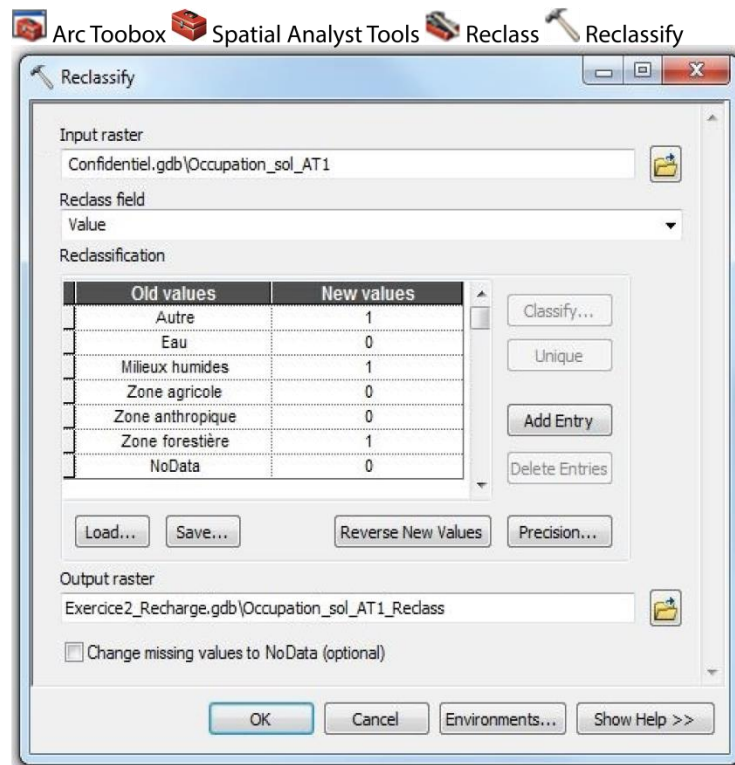 Arc Toobox Spatial Analyst Tools Reclass Reclassify
Reclassify
Input raster
Confidentiel.gdb\Occupation_sol_AT1
Reclass field
Value
Reclassification
Old values New values
Autre 1
Eau 0
Milieux humides 1
Zone agricole 0
Zone anthropique 0
Zone forestière 1
NoData 0
Classify...
Unique
Add Entry
Delete Entries
Load... Save... Reverse New Values Precision...
Output raster
Exercice2_Recharge.gdb\Occupation_sol_AT1_Reclass
Change missing values to NoData (optional)
OK Cancel Environments... Show Help >>